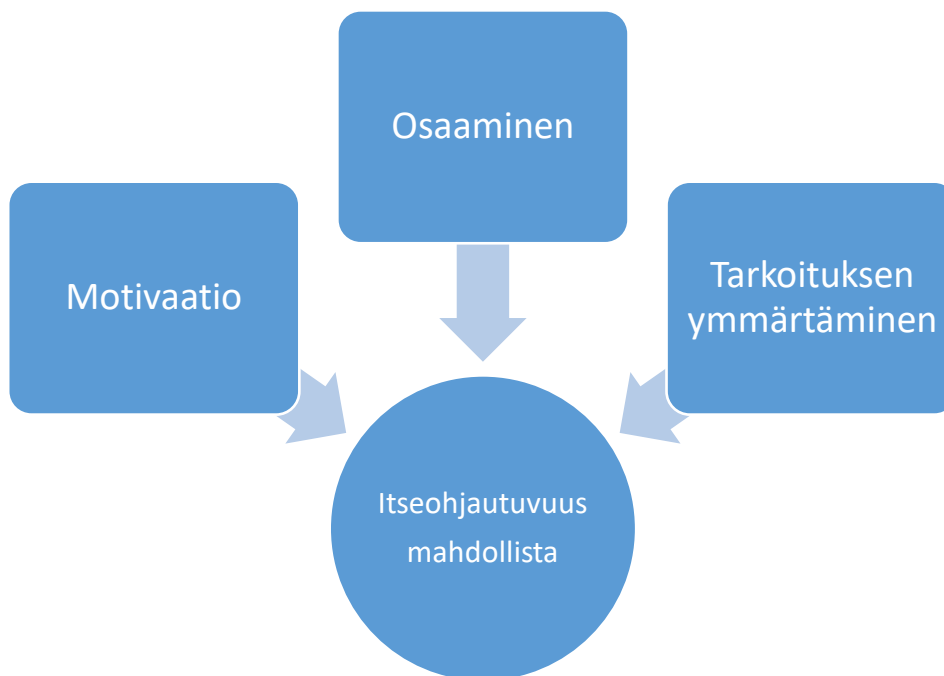 Osaaminen
Motivaatio
Tarkoituksen
ymmärtäminen
Itseohjautuvuus
mahdollista